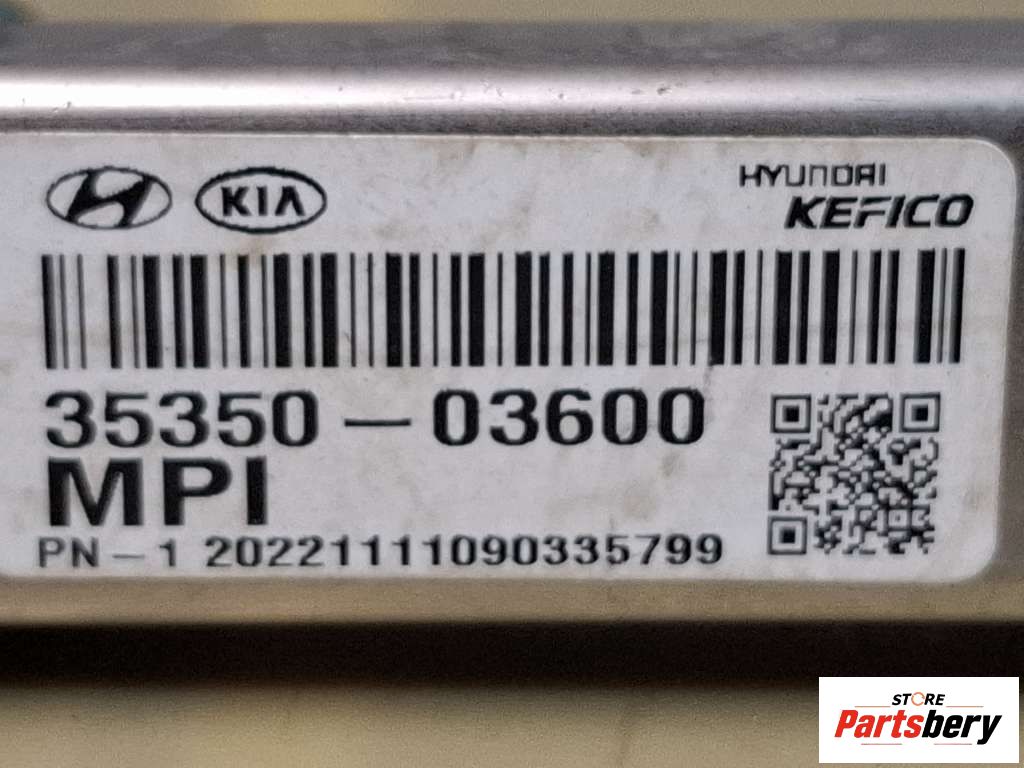 KIA
HYUNDAI
KEFICO
35350-03600
MPI
PN-1 20221111090335799
STORE
Partsbery